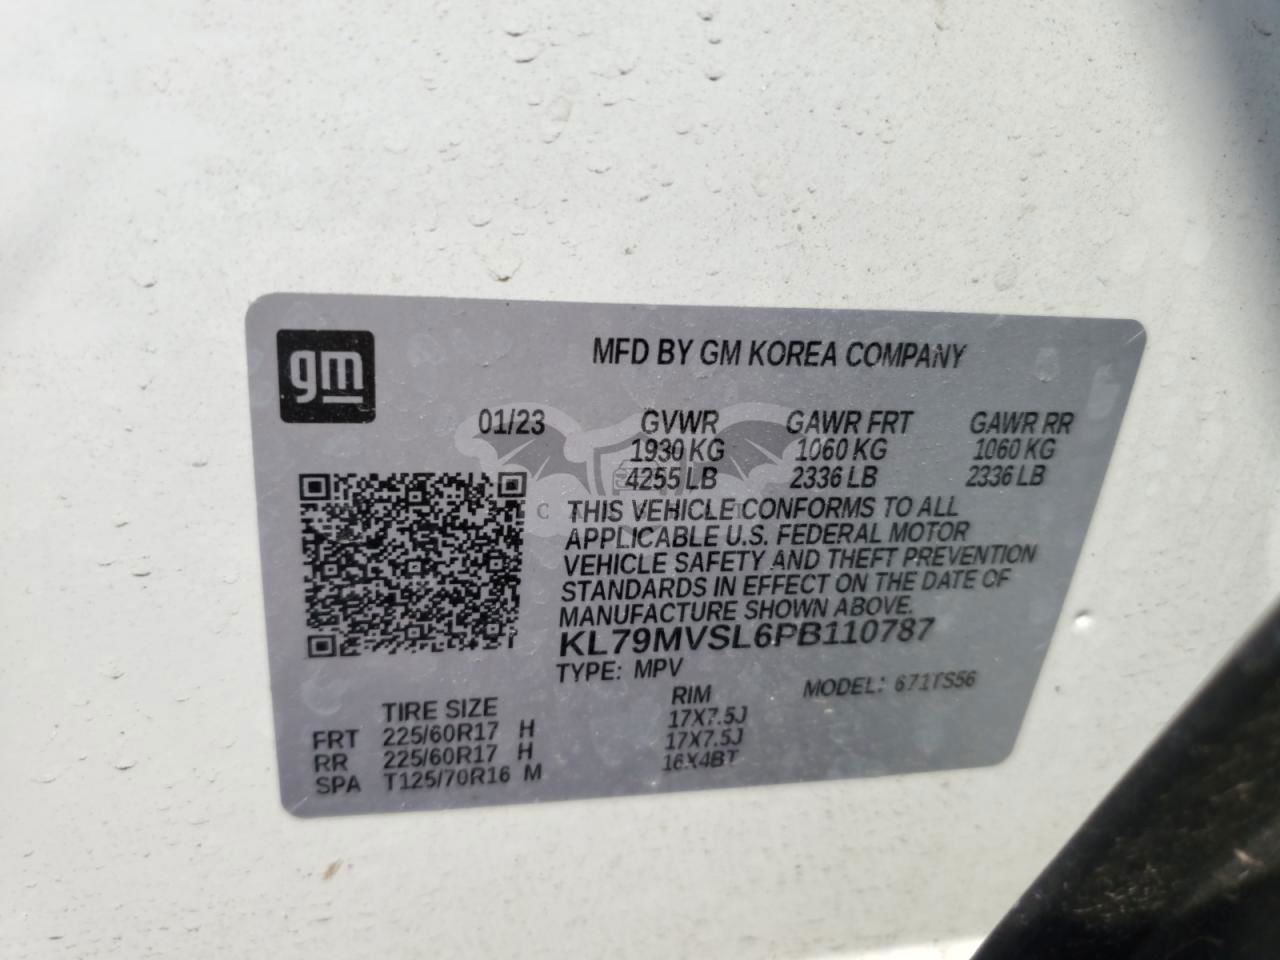 gm
MFD BY GM KOREA COMPANY
01/23 GVWR GAWR FRT GAWR RR
1930 KG 1060 KG 1060 KG
4255 LB 2336 LB 2336 LB
THIS VEHICLE CONFORMS TO ALL
APPLICABLE U.S. FEDERAL MOTOR
VEHICLE SAFETY AND THEFT PREVENTION
STANDARDS IN EFFECT ON THE DATE OF
MANUFACTURE SHOWN ABOVE.
KL79MVSL6PB110787
TYPE: MPV MODEL: 671TS56
TIRE SIZE RIM
FRT 225/60R17 H 17X7.5J
RR 225/60R17 H 17X7.5J
SPA T125/70R16 M 16X4BT